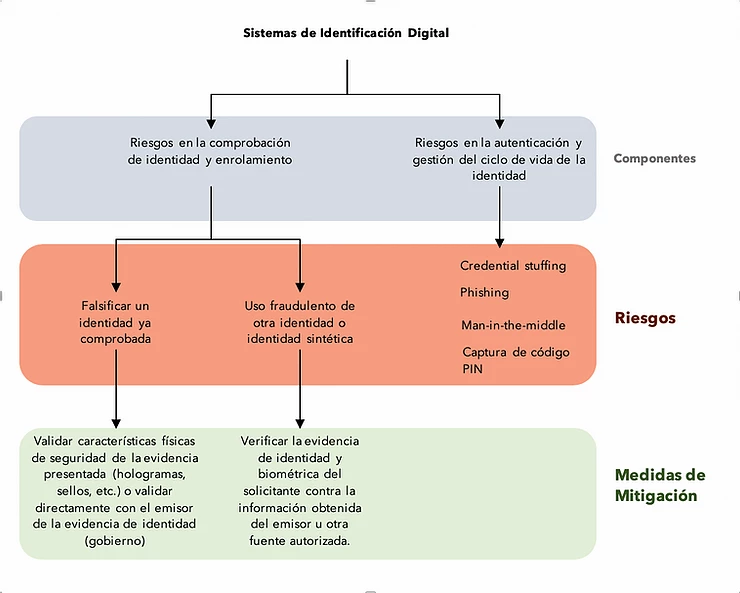 Sistemas de Identificación Digital
Riesgos en la comprobación
de identidad y enrolamiento
Riesgos en la autenticación y
gestión del ciclo de vida de la
identidad
Componentes
Falsificar un
identidad ya
comprobada
Uso fraudulento de
otra identidad o
identidad sintética
Credential stuffing
Phishing
Man-in-the-middle
Captura de código
PIN
Riesgos
Validar características físicas
de seguridad de la evidencia
presentada (hologramas,
sellos, etc.) o validar
directamente con el emisor
de la evidencia de identidad
(gobierno)
Verificar la evidencia
de identidad y
biométrica del
solicitante contra la
información obtenida
del emisor u otra
fuente autorizada.
Medidas de
Mitigación